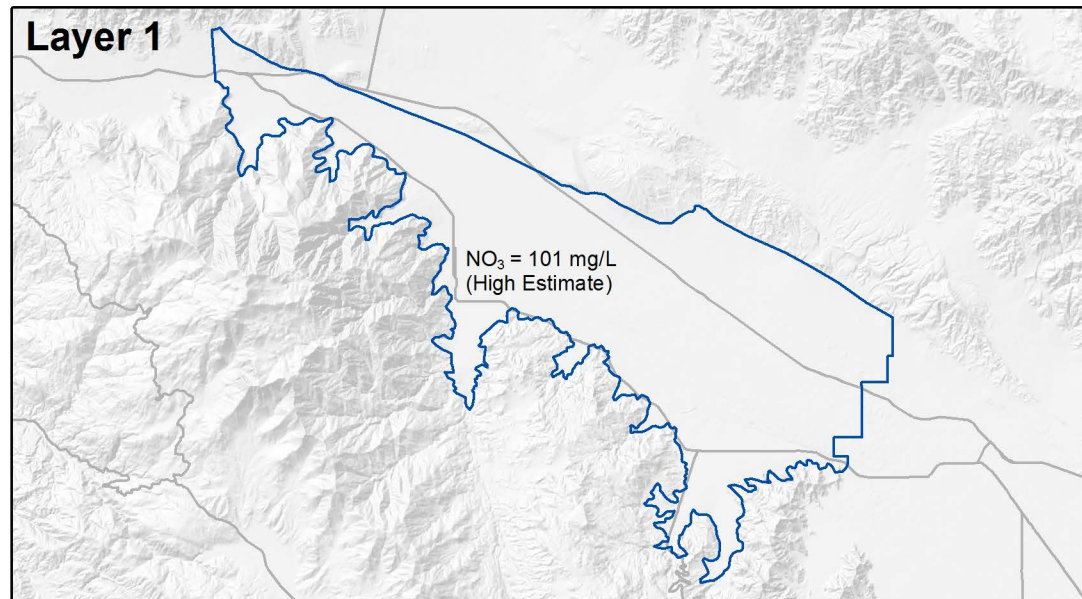 Layer 1
NO₃ = 101 mg/L
(High Estimate)